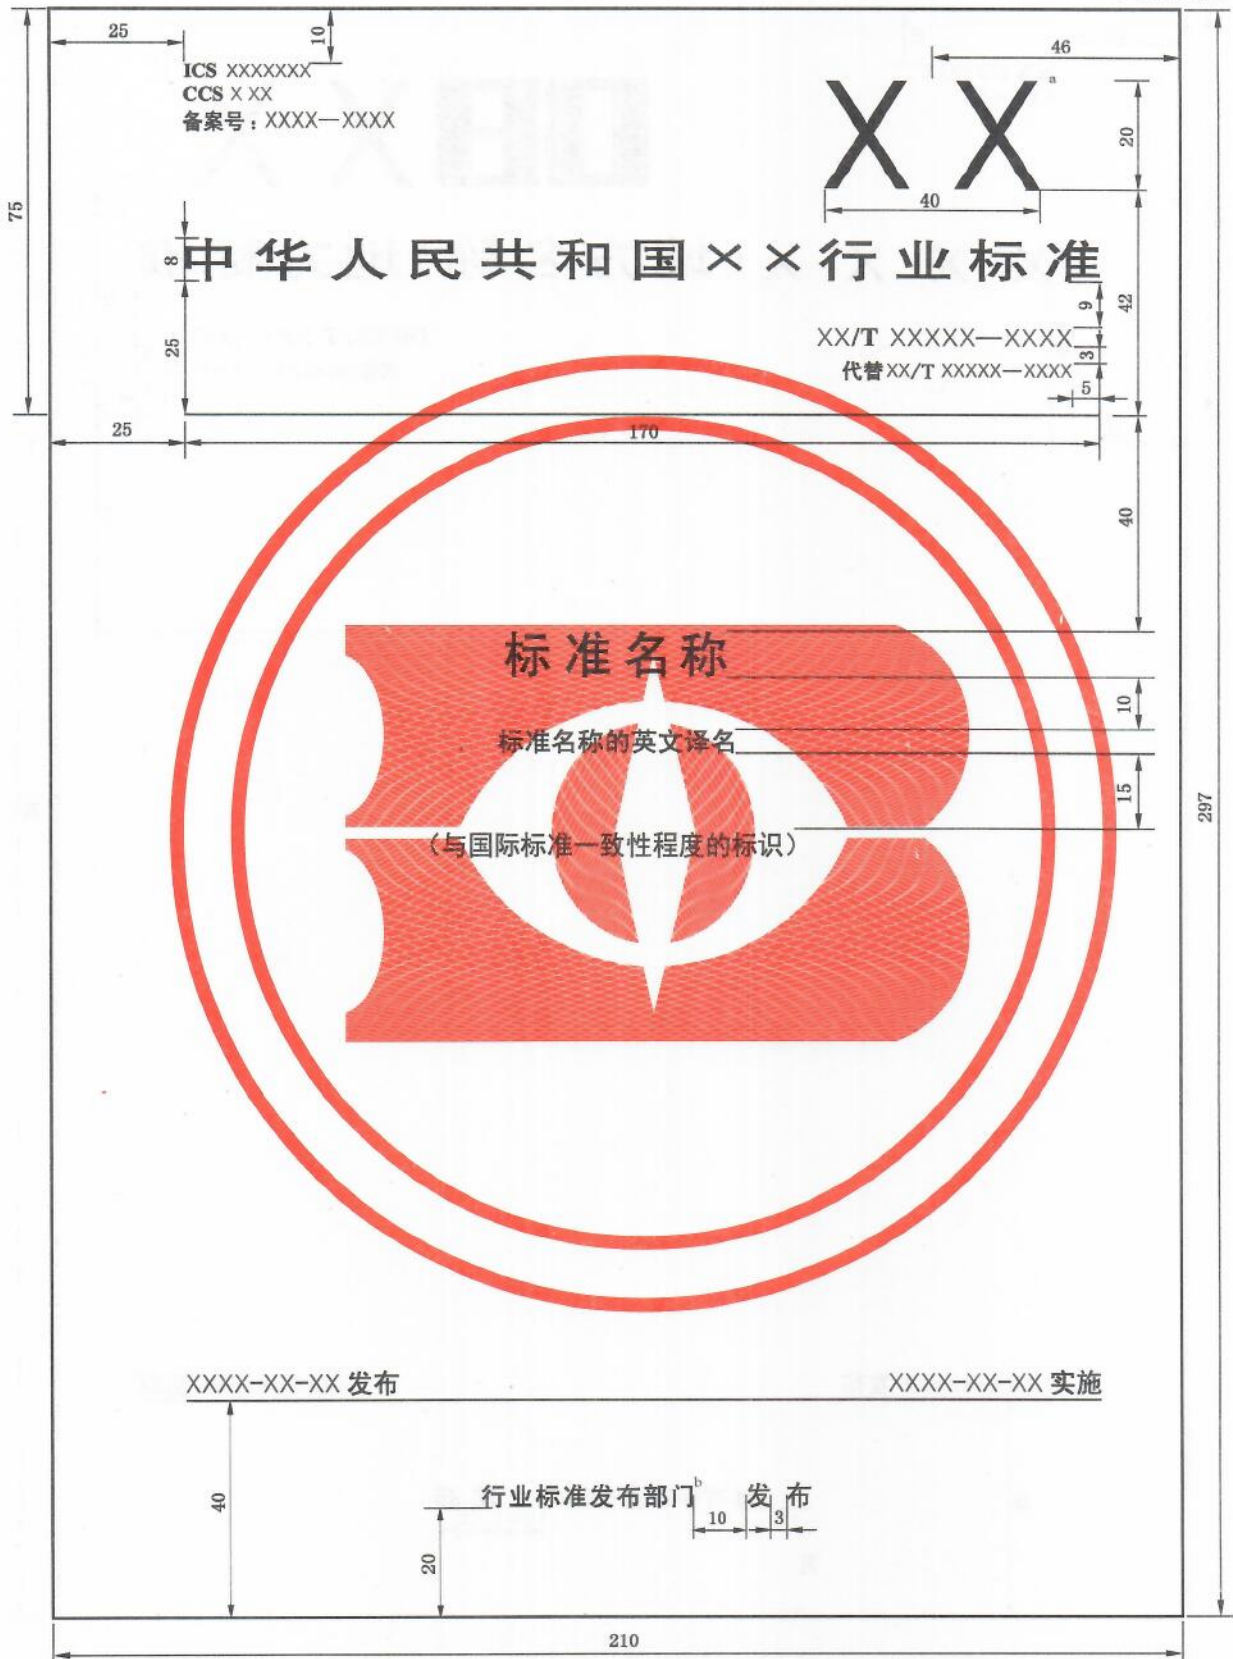 25
10
46
ICS XXXXXXX
CCS X XX
备案号：XXXX—XXXX
XX a
20
40
75
8
中华人民共和国××行业标准
9
42
25
XX/T XXXXX—XXXX
3
代替XX/T XXXXX—XXXX
5
25
170
40
标准名称
10
标准名称的英文译名
15
297
（与国际标准一致性程度的标识）
XXXX-XX-XX 发布
XXXX-XX-XX 实施
40
行业标准发布部门b 发布
10
3
20
210